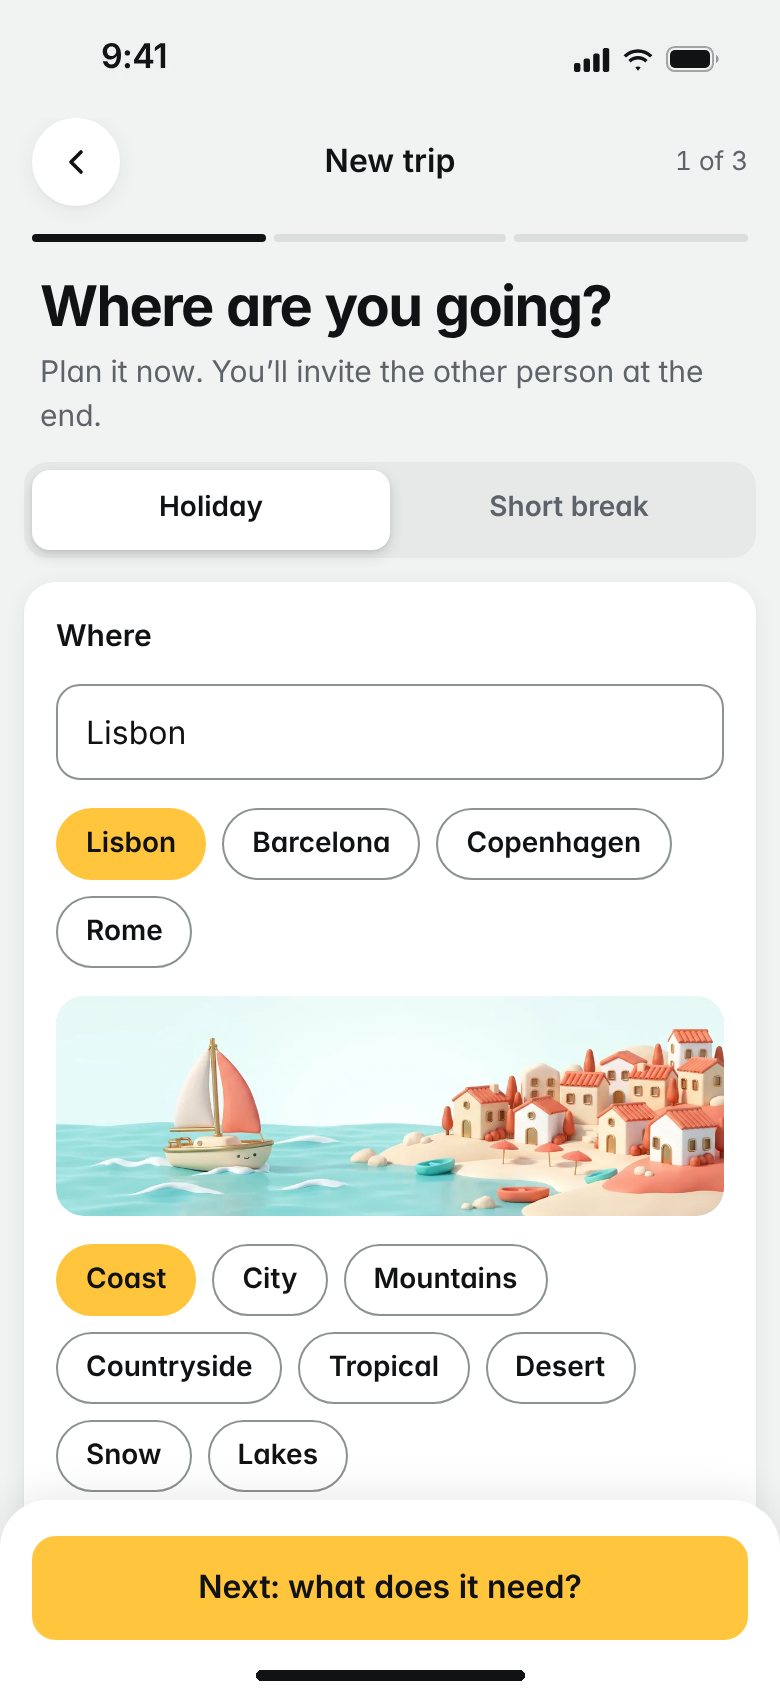 9:41
New trip
1 of 3
Where are you going?
Plan it now. You’ll invite the other person at the
end.
Holiday
Short break
Where
Lisbon
Lisbon
Barcelona
Copenhagen
Rome
Coast
City
Mountains
Countryside
Tropical
Desert
Snow
Lakes
Next: what does it need?